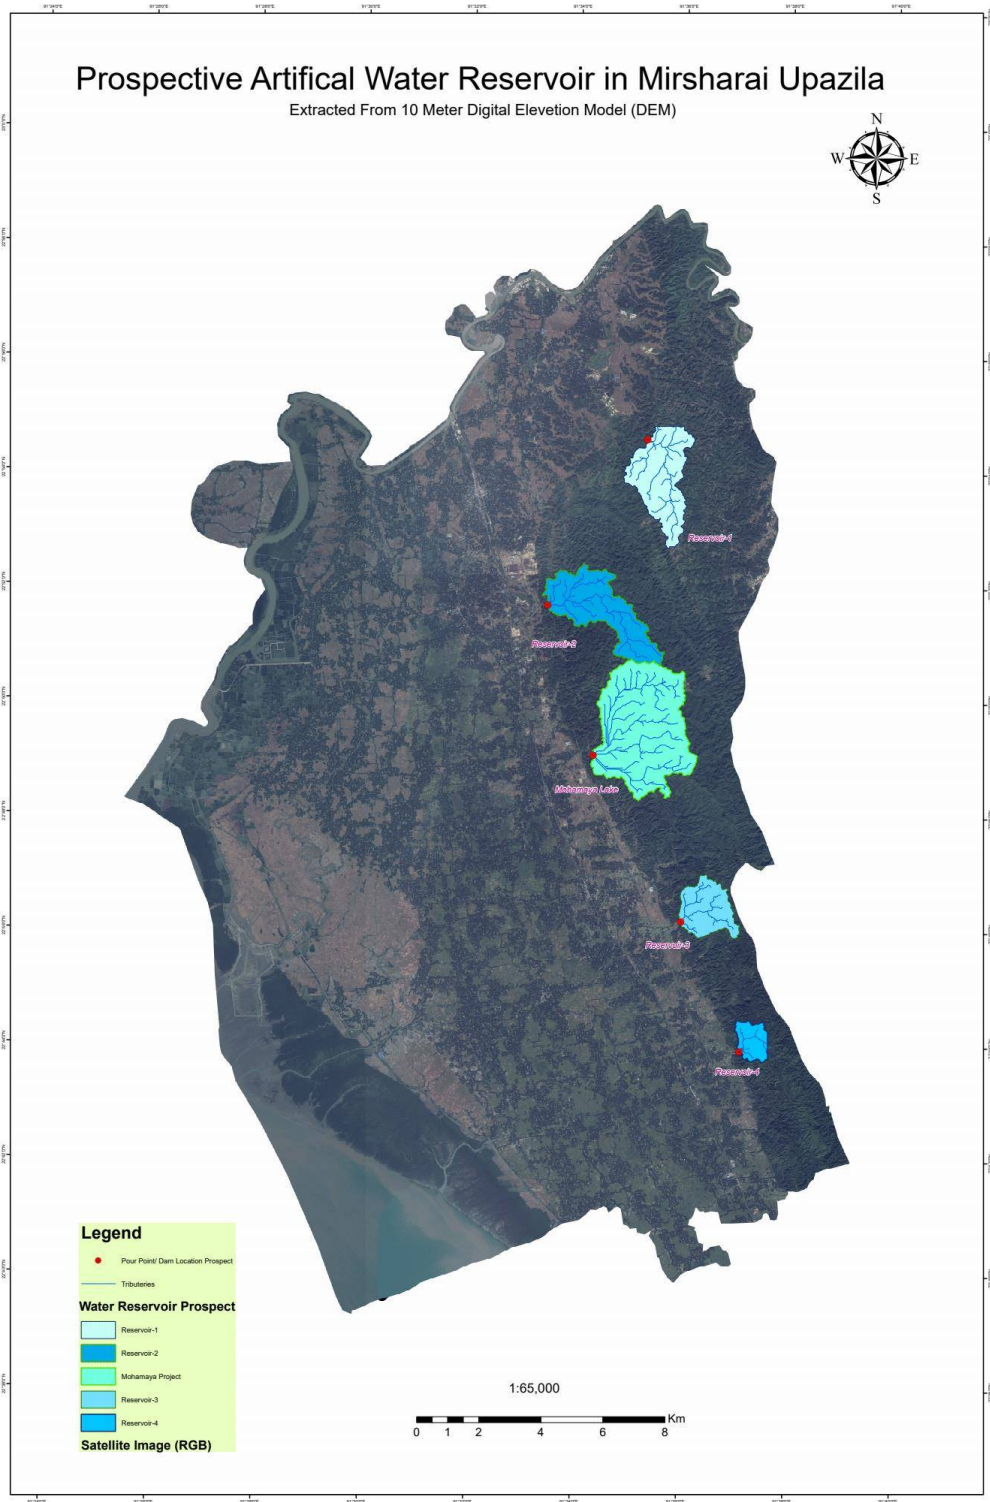 Prospective Artifical Water Reservoir in Mirsharai Upazila
Extracted From 10 Meter Digital Elevetion Model (DEM)
N
W E
S
Reservoir-1
Reservoir-2
Mohamaya Lake
Reservoir-3
Reservoir-4
Legend
Pour Point/ Dam Location Prospect
Tributeries
Water Reservoir Prospect
Reservoir-1
Reservoir-2
Mohamaya Project
Reservoir-3
Reservoir-4
Satellite Image (RGB)
1:65,000
Km
0 1 2 4 6 8